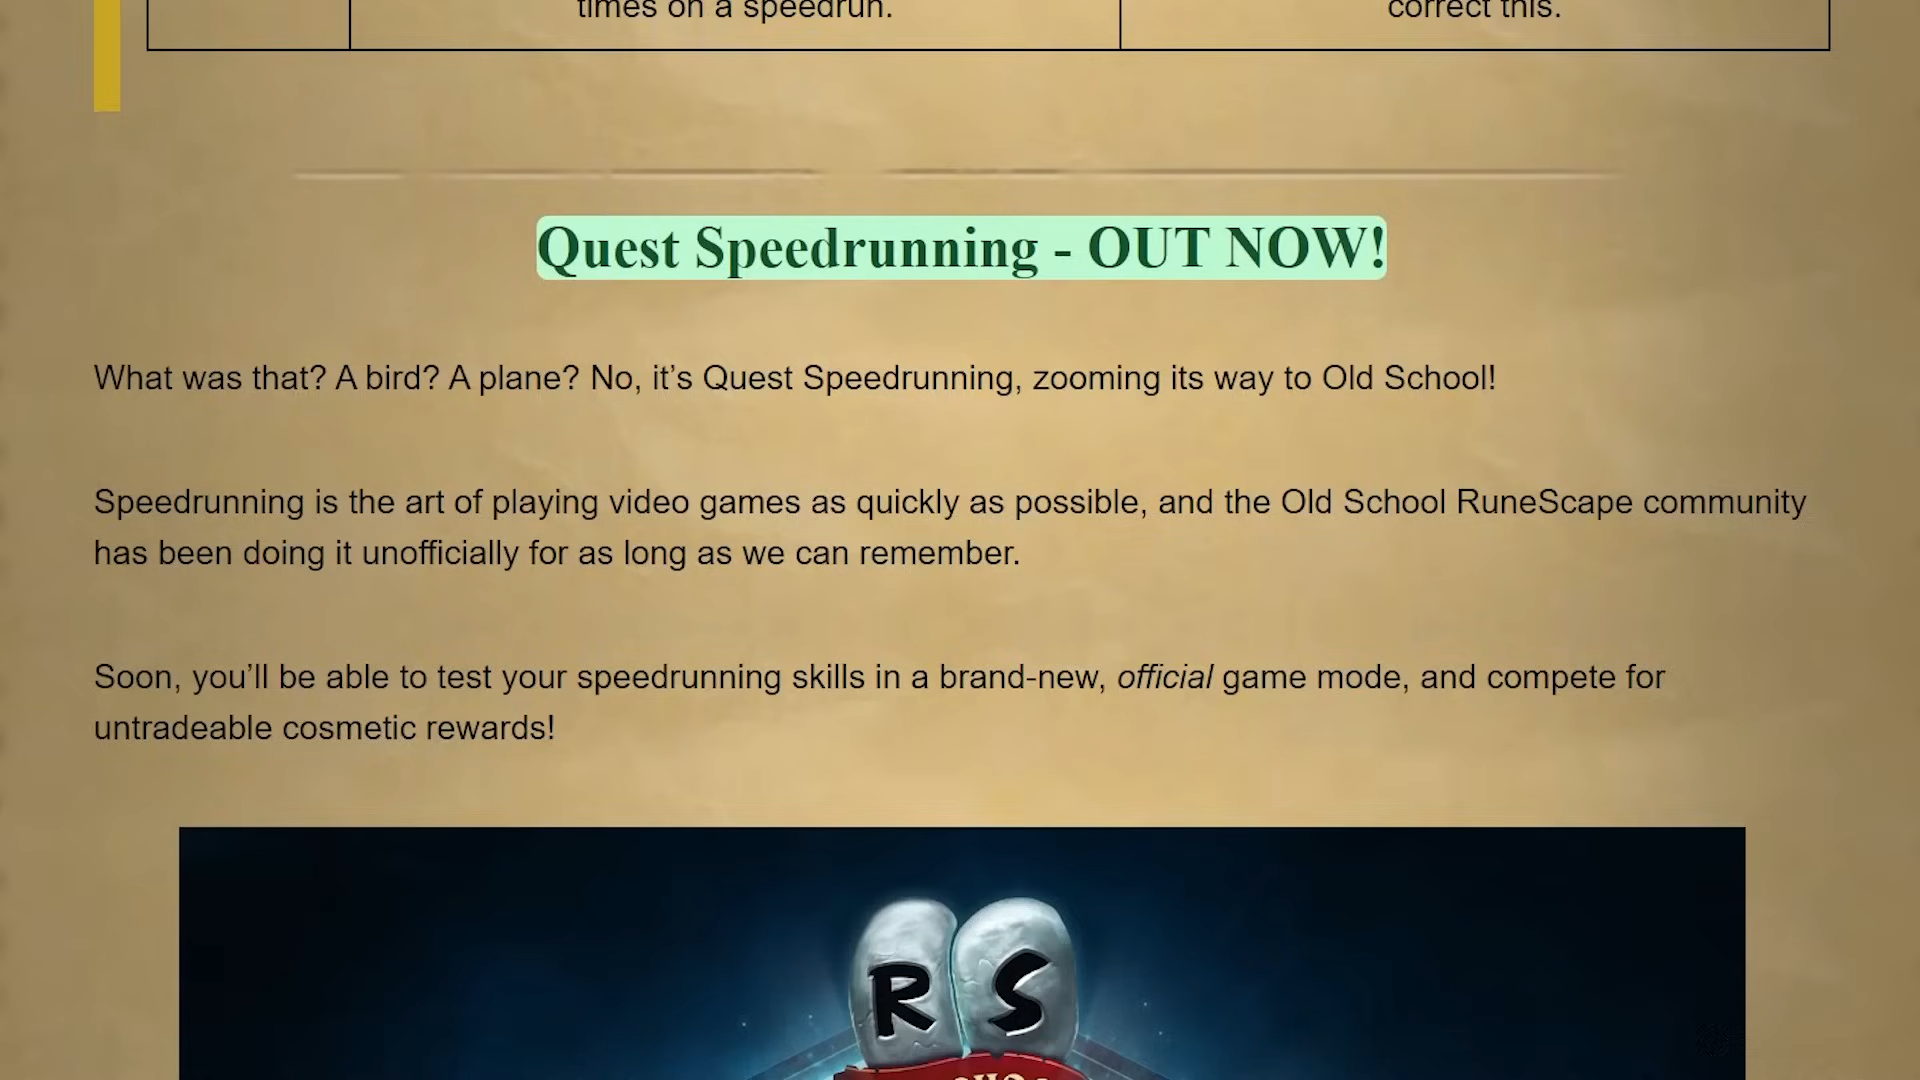 times on a speedrun.
correct this.
Quest Speedrunning - OUT NOW!
What was that? A bird? A plane? No, it’s Quest Speedrunning, zooming its way to Old School!
Speedrunning is the art of playing video games as quickly as possible, and the Old School RuneScape community
has been doing it unofficially for as long as we can remember.
Soon, you’ll be able to test your speedrunning skills in a brand-new, official game mode, and compete for
untradeable cosmetic rewards!
R S